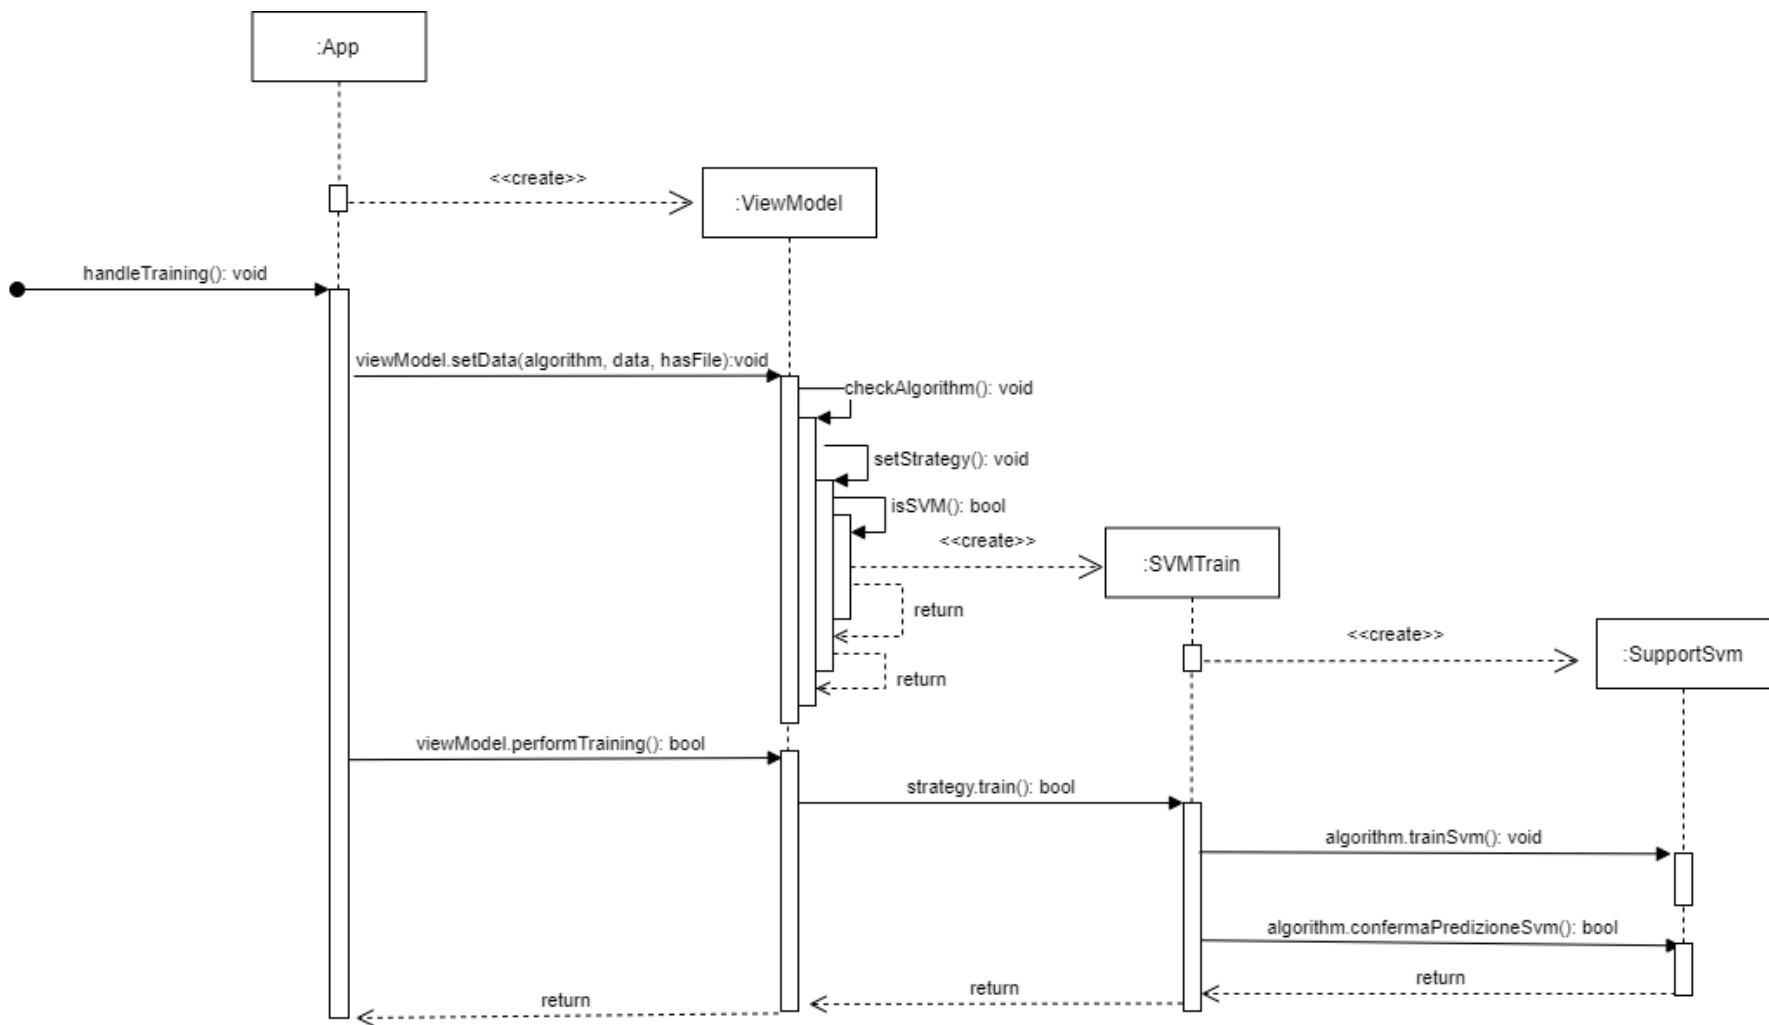 :App
<<create>>
:ViewModel
handleTraining(): void
viewModel.setData(algorithm, data, hasFile):void
checkAlgorithm(): void
setStrategy(): void
isSVM(): bool
<<create>>
:SVMTrain
return
<<create>>
:SupportSvm
return
viewModel.performTraining(): bool
strategy.train(): bool
algorithm.trainSvm(): void
algorithm.confermaPredizioneSvm(): bool
return
return
return